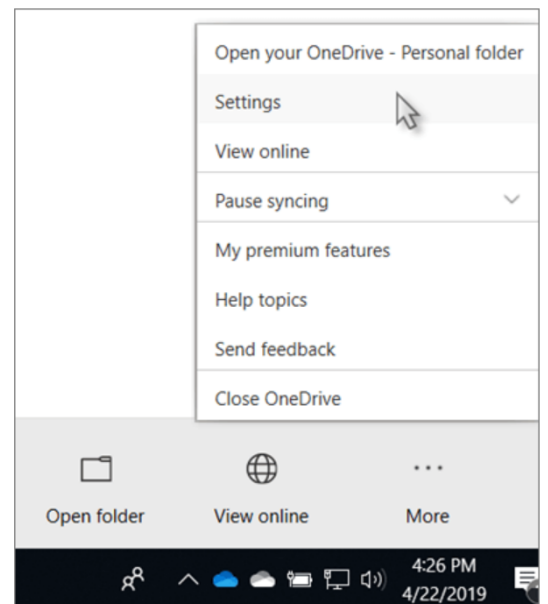 Open your OneDrive - Personal folder
Settings
View online
Pause syncing
My premium features
Help topics
Send feedback
Close OneDrive
Open folder
View online
More
4:26 PM
4/22/2019